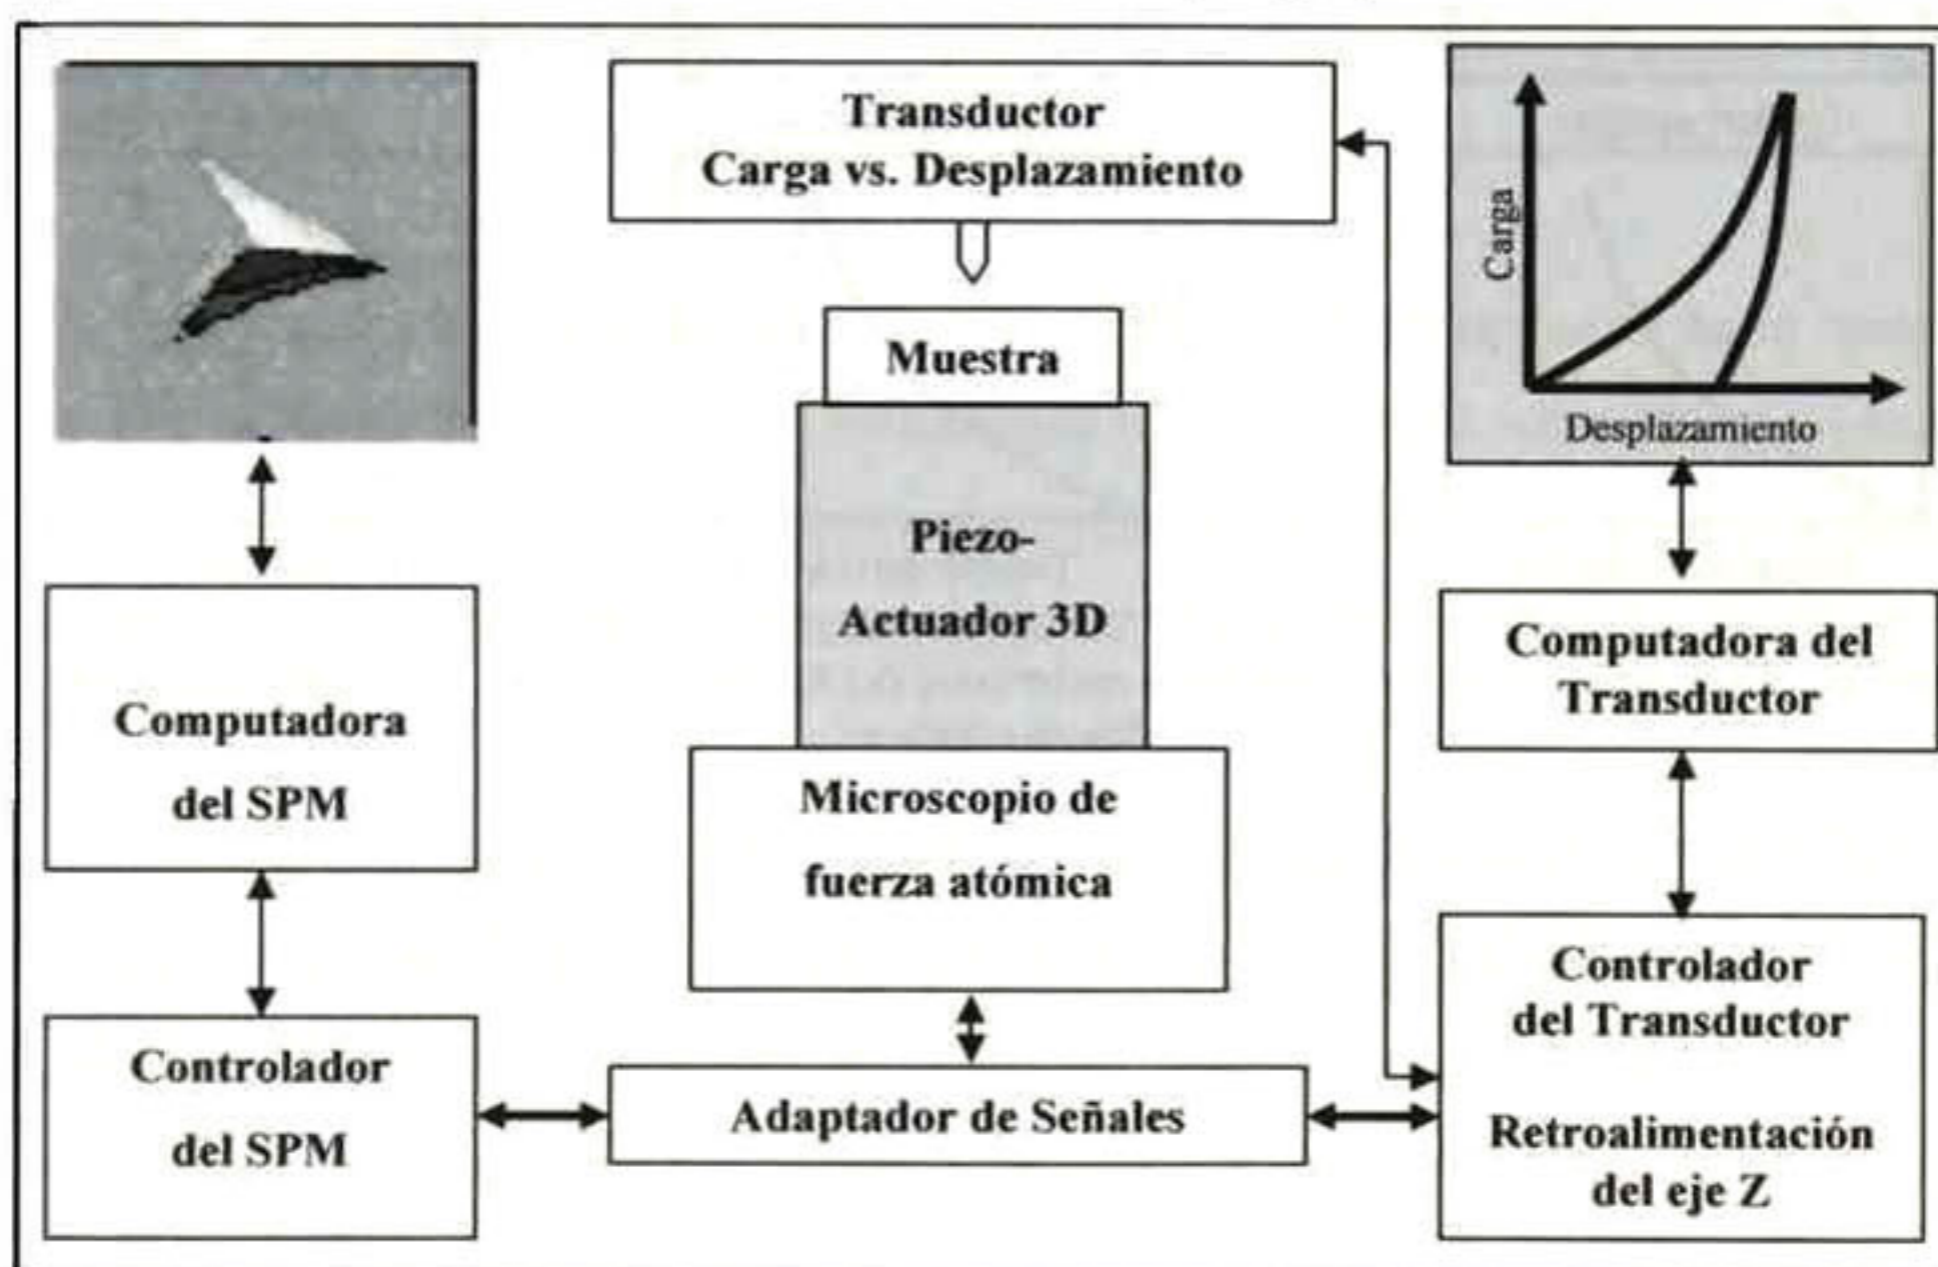 Transductor
Carga vs. Desplazamiento
Carga
Desplazamiento
Muestra
Piezo-
Actuador 3D
Microscopio de
fuerza atómica
Computadora
del SPM
Controlador
del SPM
Adaptador de Señales
Computadora del
Transductor
Controlador
del Transductor
Retroalimentación
del eje Z